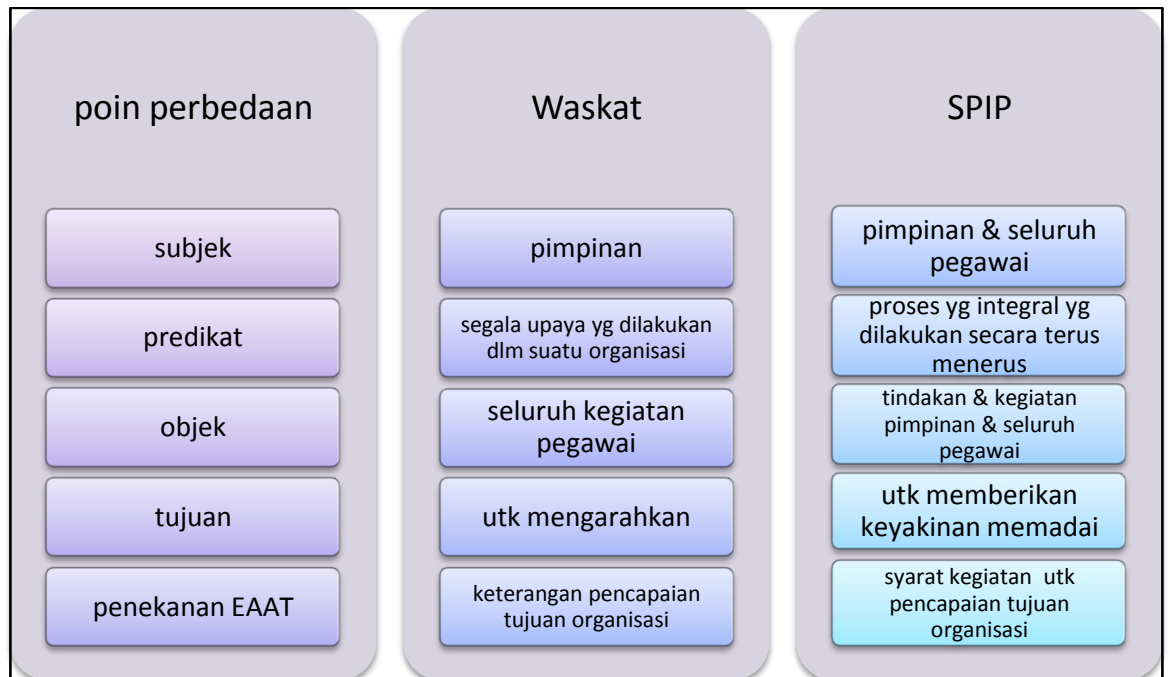 poin perbedaan
subjek
predikat
objek
tujuan
penekanan EAAT
Waskat
pimpinan
segala upaya yg dilakukan
dlm suatu organisasi
seluruh kegiatan
pegawai
utk mengarahkan
keterangan pencapaian
tujuan organisasi
SPIP
pimpinan & seluruh
pegawai
proses yg integral yg
dilakukan secara terus
menerus
tindakan & kegiatan
pimpinan & seluruh
pegawai
utk memberikan
keyakinan memadai
syarat kegiatan utk
pencapaian tujuan
organisasi